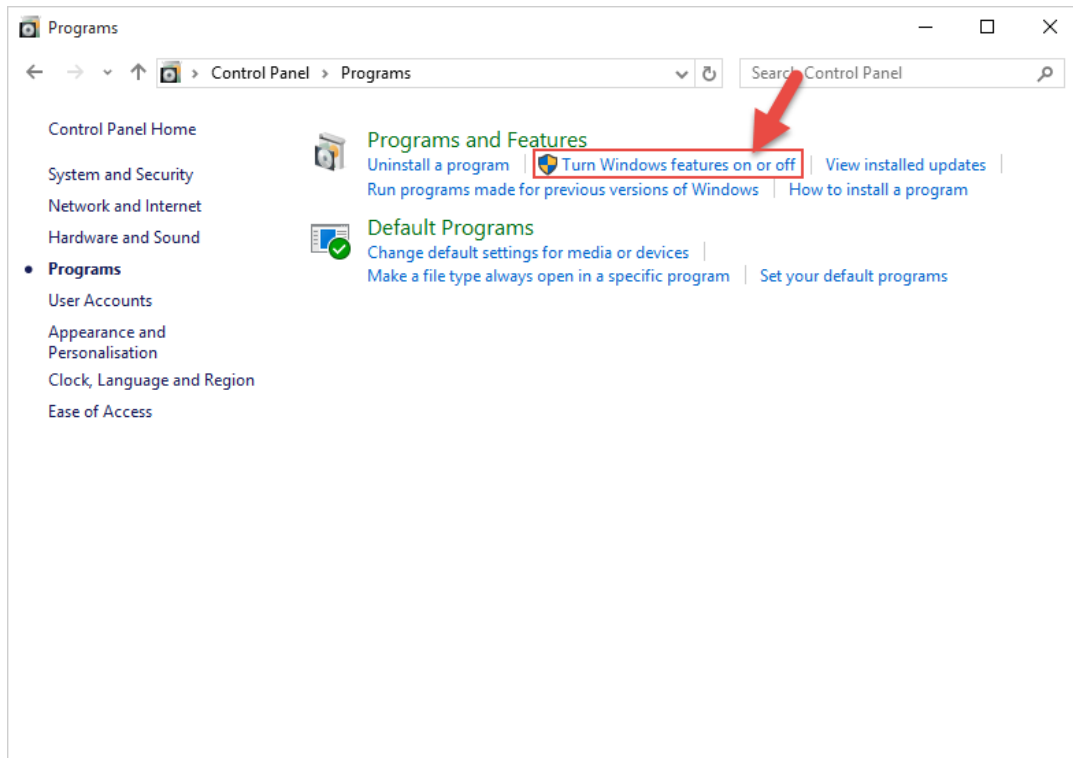 Programs
Control Panel › Programs
Search Control Panel
Control Panel Home
System and Security
Network and Internet
Hardware and Sound
Programs
User Accounts
Appearance and
Personalisation
Clock, Language and Region
Ease of Access
Programs and Features
Uninstall a program
Turn Windows features on or off
View installed updates
Run programs made for previous versions of Windows
How to install a program
Default Programs
Change default settings for media or devices
Make a file type always open in a specific program
Set your default programs